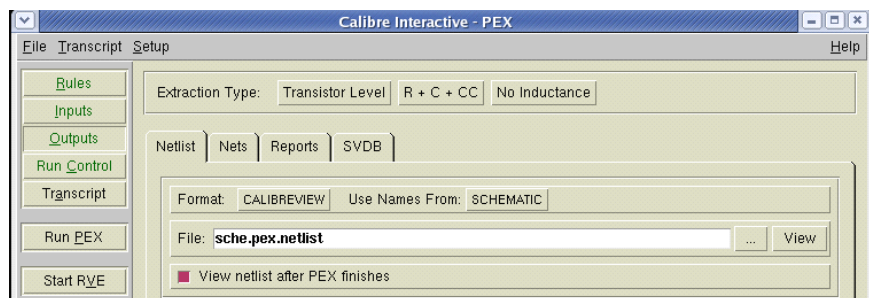 Calibre Interactive - PEX
File Transcript Setup Help
Rules
Inputs
Outputs
Run Control
Transcript
Run PEX
Start RVE
Extraction Type: Transistor Level R + C + CC No Inductance
Netlist Nets Reports SVDB
Format: CALIBREVIEW Use Names From: SCHEMATIC
File: sche.pex.netlist ... View
View netlist after PEX finishes